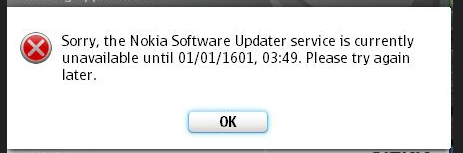 Sorry, the Nokia Software Updater service is currently
unavailable until 01/01/1601, 03:49. Please try again
later.
OK